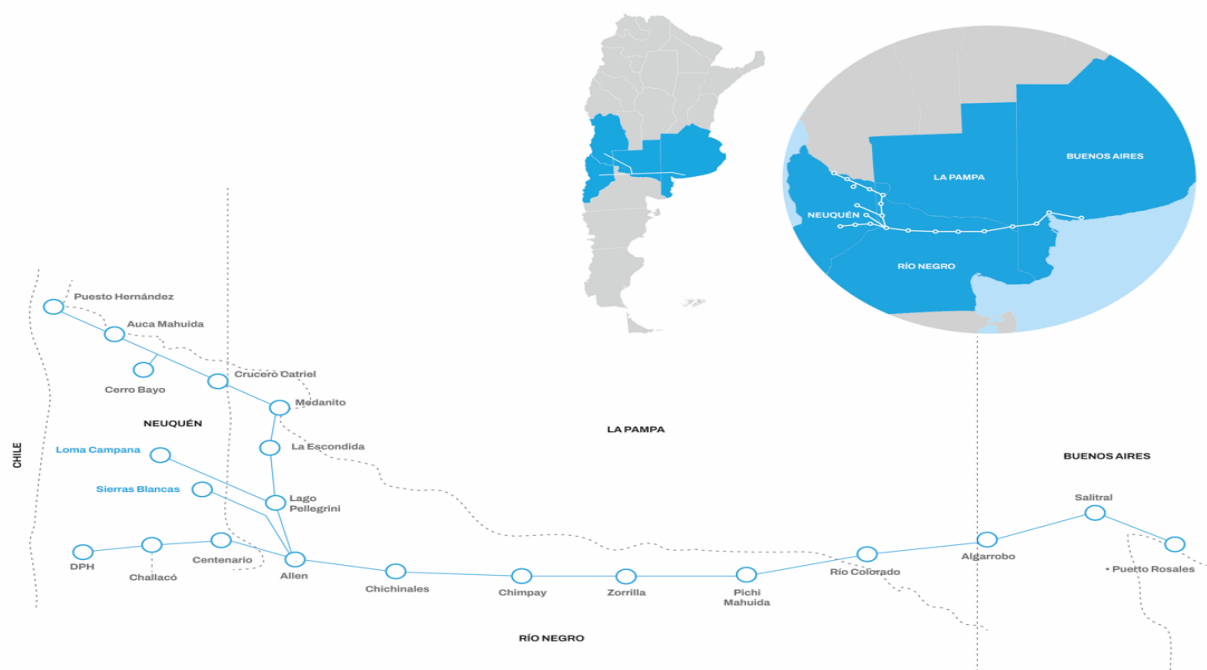 BUENOS AIRES
LA PAMPA
NEUQUÉN
RÍO NEGRO
Puesto Hernández
Auca Mahuida
Cerro Bayo
Crucero Catriel
Medanito
NEUQUÉN
LA PAMPA
CHILE
Loma Campana
La Escondida
BUENOS AIRES
Sierras Blancas
Lago
Pellegrini
Salitral
DPH
Challacó
Centenario
Allen
Chichinales
Chimpay
Zorrilla
Pichi
Mahuida
Río Colorado
Algarrobo
• Puerto Rosales
RÍO NEGRO